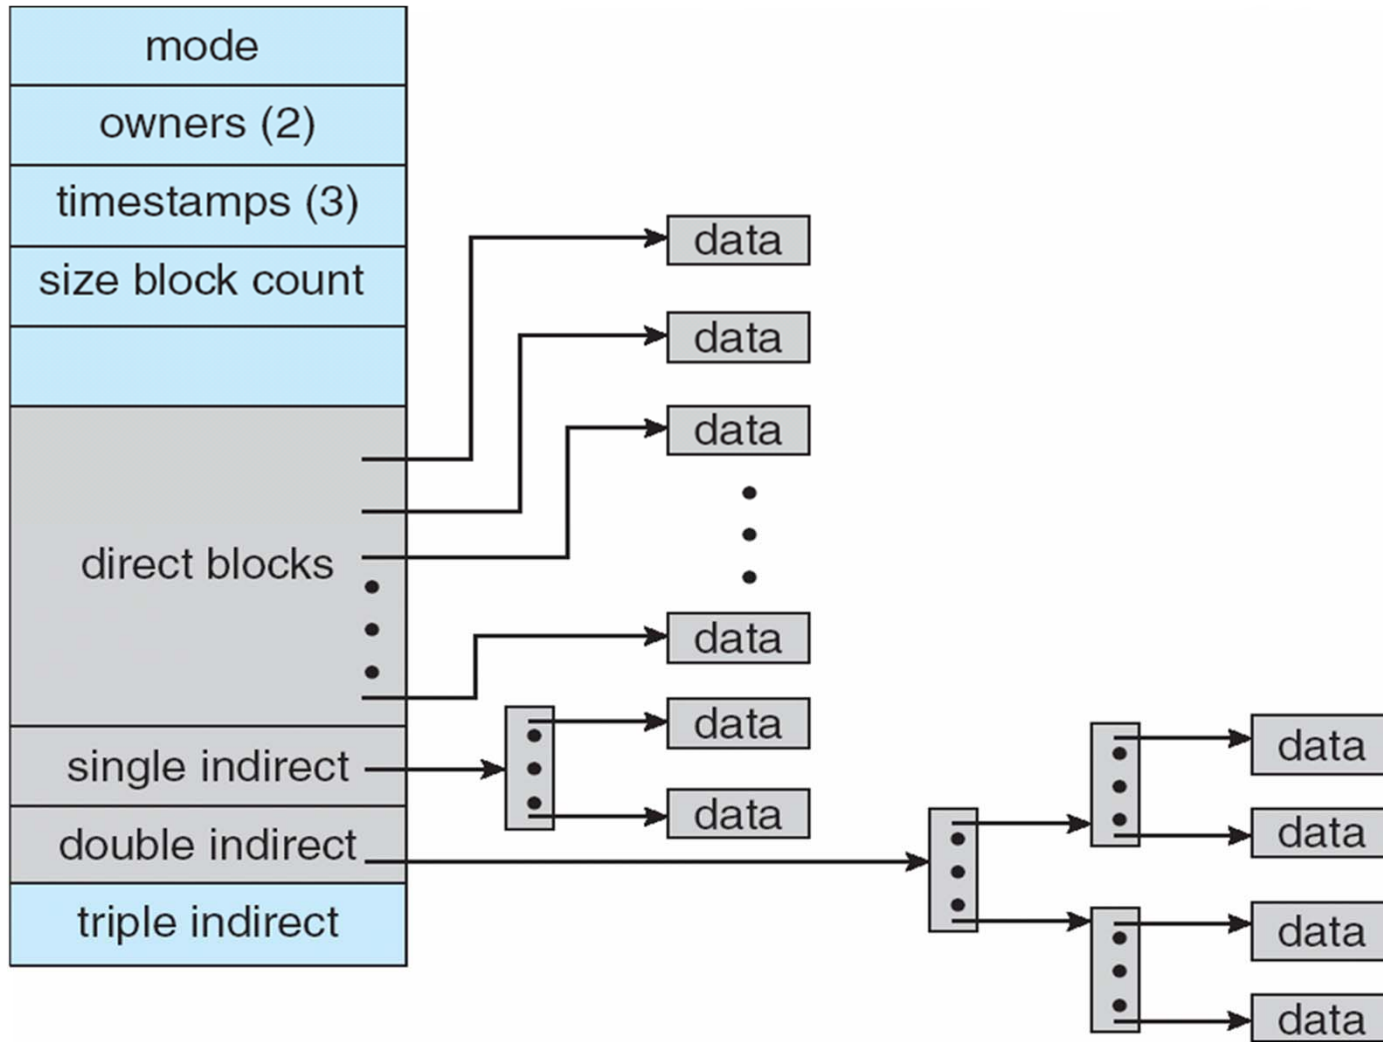 mode
owners (2)
timestamps (3)
size block count
direct blocks
single indirect
double indirect
triple indirect
data
data
data
data
data
data
data
data
data
data